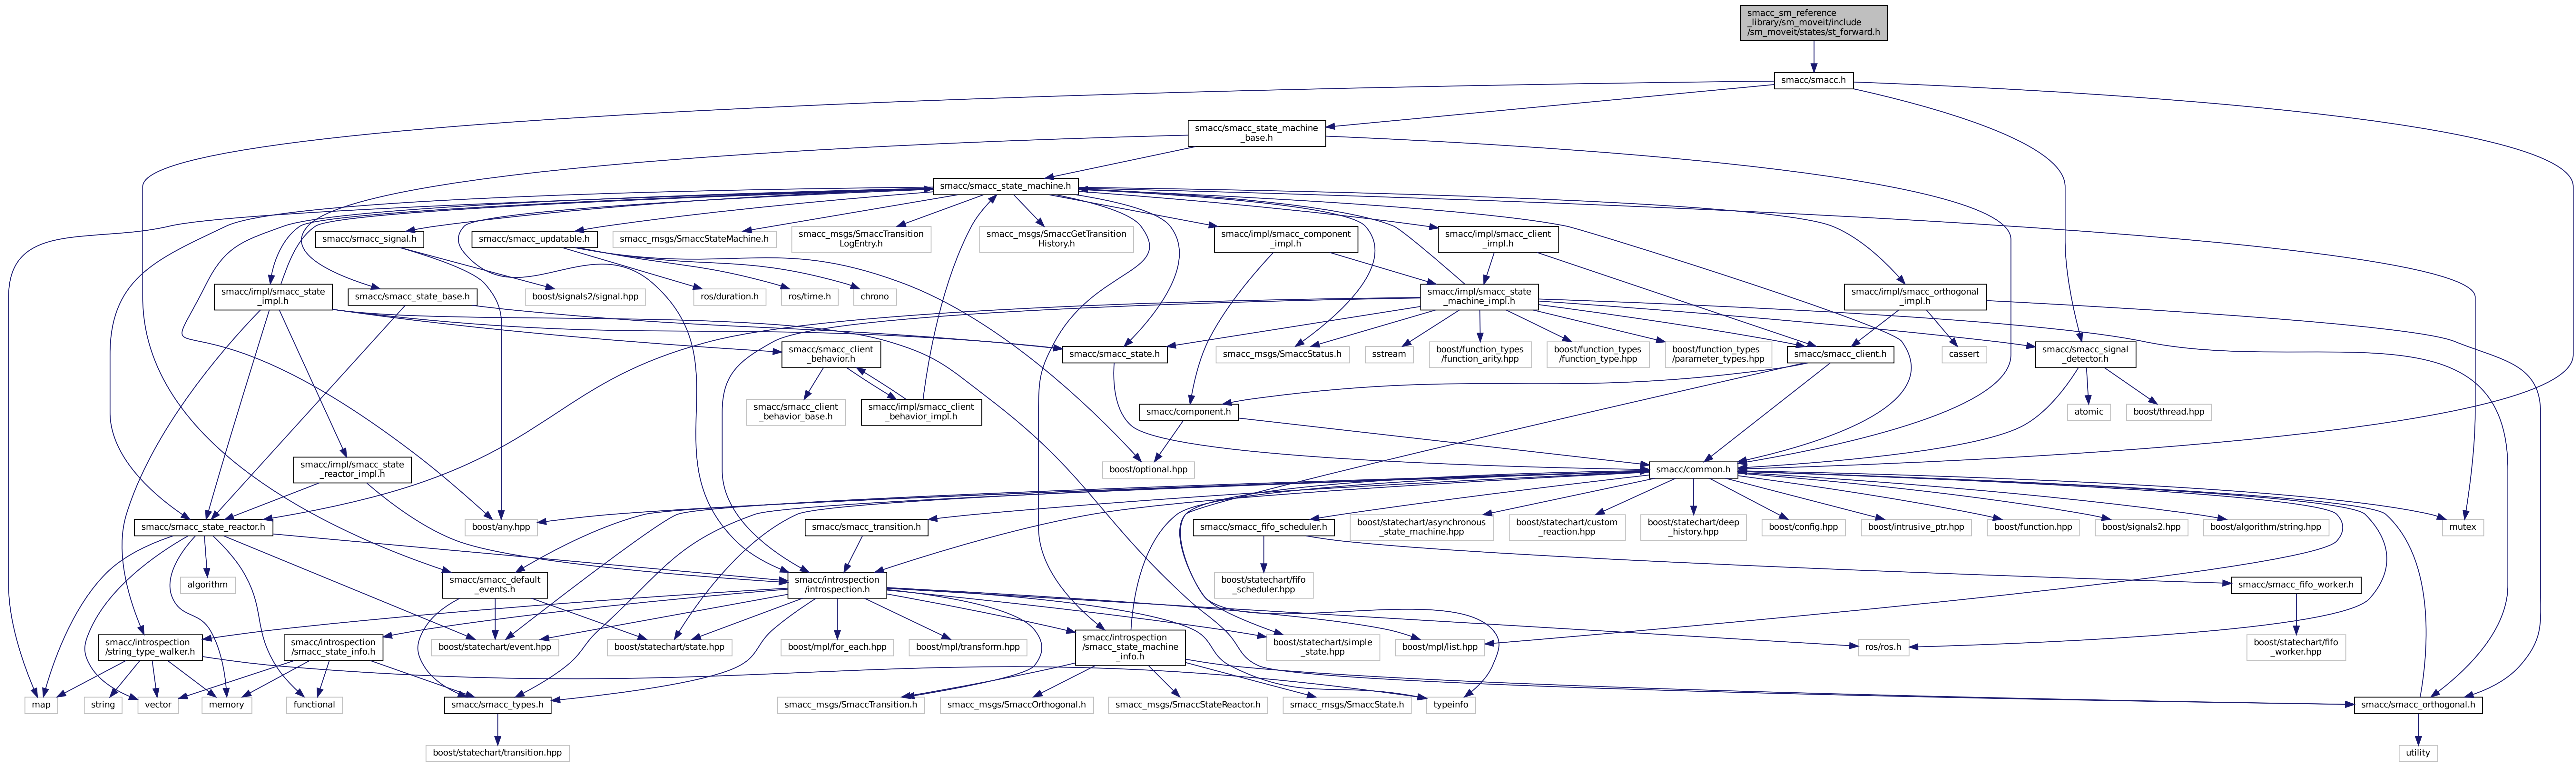 smacc_sm_reference
_library/sm_moveit/include
/sm_moveit/states/st_forward.h
smacc/smacc.h
smacc/smacc_state_machine
_base.h
smacc/smacc_state_machine.h
smacc/smacc_signal.h
smacc/smacc_updatable.h
smacc_msgs/SmaccStateMachine.h
smacc_msgs/SmaccTransition
LogEntry.h
smacc_msgs/SmaccGetTransition
History.h
smacc/impl/smacc_component
_impl.h
smacc/impl/smacc_client
_impl.h
smacc/impl/smacc_state
_impl.h
smacc/smacc_state_base.h
boost/signals2/signal.hpp
ros/duration.h
ros/time.h
chrono
smacc/impl/smacc_state
_machine_impl.h
smacc/impl/smacc_orthogonal
_impl.h
smacc/smacc_client
_behavior.h
smacc/smacc_state.h
smacc_msgs/SmaccStatus.h
sstream
boost/function_types
/function_arity.hpp
boost/function_types
/function_type.hpp
boost/function_types
/parameter_types.hpp
smacc/smacc_client.h
cassert
smacc/smacc_signal
_detector.h
smacc/smacc_client
_behavior_base.h
smacc/impl/smacc_client
_behavior_impl.h
smacc/component.h
atomic
boost/thread.hpp
smacc/impl/smacc_state
_reactor_impl.h
boost/optional.hpp
smacc/common.h
smacc/smacc_state_reactor.h
boost/any.hpp
smacc/smacc_transition.h
smacc/smacc_fifo_scheduler.h
boost/statechart/asynchronous
_state_machine.hpp
boost/statechart/custom
_reaction.hpp
boost/statechart/deep
_history.hpp
boost/config.hpp
boost/intrusive_ptr.hpp
boost/function.hpp
boost/signals2.hpp
boost/algorithm/string.hpp
mutex
algorithm
smacc/smacc_default
_events.h
smacc/introspection
/introspection.h
boost/statechart/fifo
_scheduler.hpp
smacc/smacc_fifo_worker.h
smacc/introspection
/string_type_walker.h
smacc/introspection
/smacc_state_info.h
boost/statechart/event.hpp
boost/statechart/state.hpp
boost/mpl/for_each.hpp
boost/mpl/transform.hpp
smacc/introspection
/smacc_state_machine
_info.h
boost/statechart/simple
_state.hpp
boost/mpl/list.hpp
ros/ros.h
boost/statechart/fifo
_worker.hpp
map
string
vector
memory
functional
smacc/smacc_types.h
smacc_msgs/SmaccTransition.h
smacc_msgs/SmaccOrthogonal.h
smacc_msgs/SmaccStateReactor.h
smacc_msgs/SmaccState.h
typeinfo
smacc/smacc_orthogonal.h
boost/statechart/transition.hpp
utility